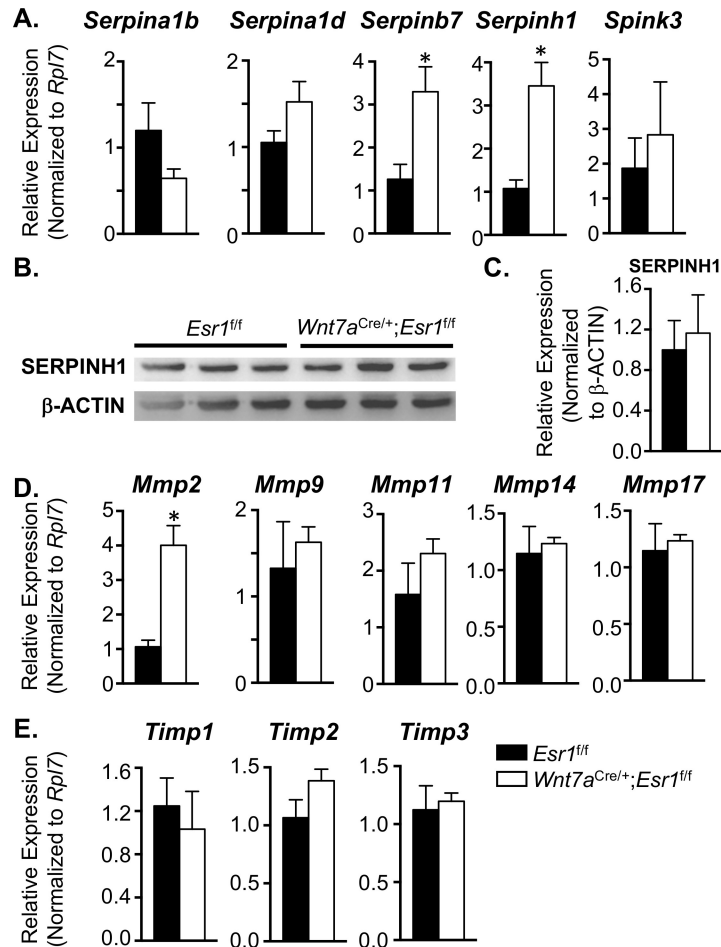 A. Serpina1b Serpina1d Serpinb7 Serpinh1 Spink3
Relative Expression
(Normalized to Rpl7)
2 1 0
2 1 0
4 3 2 1 0 *
4 3 2 1 0 *
5 4 3 2 1 0
B.
Esr1f/f Wnt7aCre/+;Esr1f/f
SERPINH1
β-ACTIN
C.
SERPINH1
Relative Expression
(Normalized
to β-ACTIN)
1.6 1.2 0.8 0.4 0.0
D. Mmp2 Mmp9 Mmp11 Mmp14 Mmp17
Relative Expression
(Normalized to Rpl7)
5 4 3 2 1 0 *
2 1 0
3 2 1 0
1.5 1.0 0.5 0.0
1.5 1.0 0.5 0.0
E. Timp1 Timp2 Timp3
Relative Expression
(Normalized to Rpl7)
1.6 1.2 0.8 0.4 0.0
1.5 1.0 0.5 0.0
1.5 1.0 0.5 0.0
Esr1f/f
Wnt7aCre/+;Esr1f/f